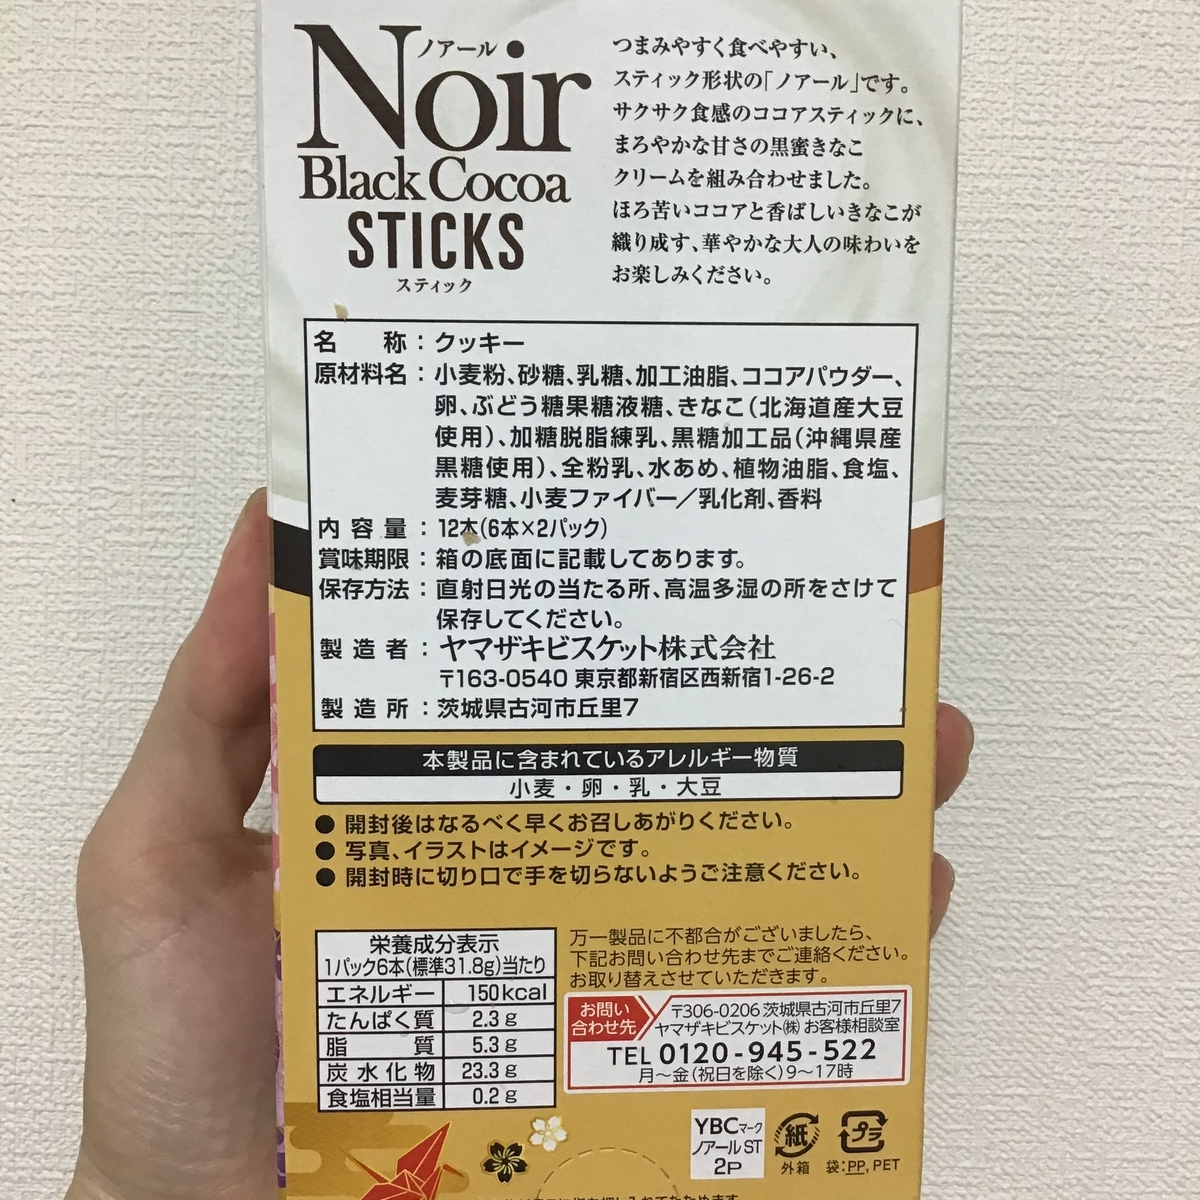 Noir
ノアール
Black Cocoa
STICKS
スティック
つまみやすく食べやすい、
スティック形状の「ノアール」です。
サクサク食感のココアスティックに、
まろやかな甘さの黒蜜きなこ
クリームを組み合わせました。
ほろ苦いココアと香ばしいきなこが
織り成す、華やかな大人の味わいを
お楽しみください。
名称：クッキー
原材料名：小麦粉、砂糖、乳糖、加工油脂、ココアパウダー、
卵、ぶどう糖果糖液糖、きなこ（北海道産大豆
使用）、加糖脱脂練乳、黒糖加工品（沖縄県産
黒糖使用）、全粉乳、水あめ、植物油脂、食塩、
麦芽糖、小麦ファイバー／乳化剤、香料
内容量：12本（6本×2パック）
賞味期限：箱の底面に記載してあります。
保存方法：直射日光の当たる所、高温多湿の所をさけて
保存してください。
製造者：ヤマザキビスケット株式会社
〒163-0540 東京都新宿区西新宿1-26-2
製造所：茨城県古河市丘里7
本製品に含まれているアレルギー物質
小麦・卵・乳・大豆
● 開封後はなるべく早くお召しあがりください。
● 写真、イラストはイメージです。
● 開封時に切り口で手を切らないようご注意ください。
栄養成分表示
1パック6本（標準31.8g）当たり
エネルギー 150kcal
たんぱく質 2.3g
脂質 5.3g
炭水化物 23.3g
食塩相当量 0.2g
万一製品に不都合がございましたら、
下記お問い合わせ先までご連絡ください。
お取り替えさせていただきます。
お問い
合わせ先
〒306-0206 茨城県古河市丘里7
ヤマザキビスケット㈱ お客様相談室
TEL 0120-945-522
月〜金（祝日を除く）9〜17時
YBCマーク
ノアールST
2P
紙
外箱
プラ
袋：PP, PET